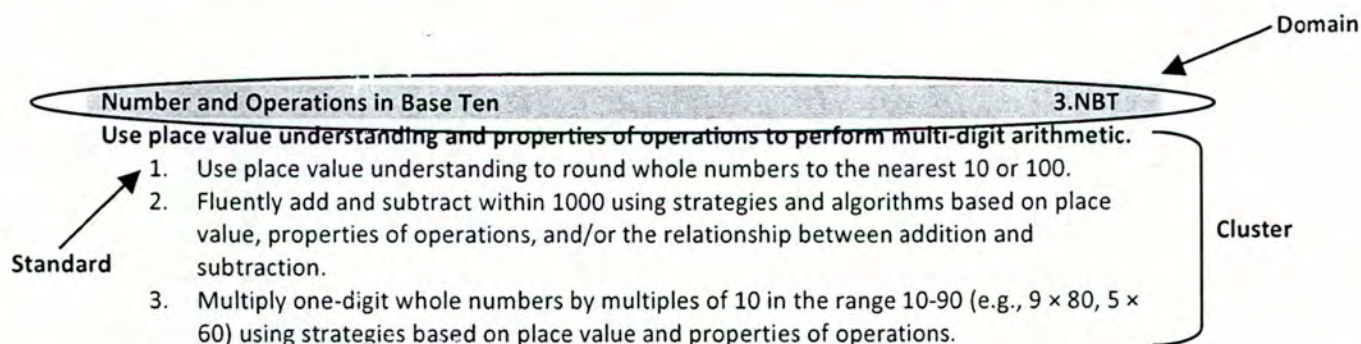 Domain
Number and Operations in Base Ten 3.NBT
Use place value understanding and properties of operations to perform multi-digit arithmetic.
1. Use place value understanding to round whole numbers to the nearest 10 or 100.
2. Fluently add and subtract within 1000 using strategies and algorithms based on place
value, properties of operations, and/or the relationship between addition and
subtraction.
Cluster
Standard
3. Multiply one-digit whole numbers by multiples of 10 in the range 10-90 (e.g., 9 × 80, 5 ×
60) using strategies based on place value and properties of operations.